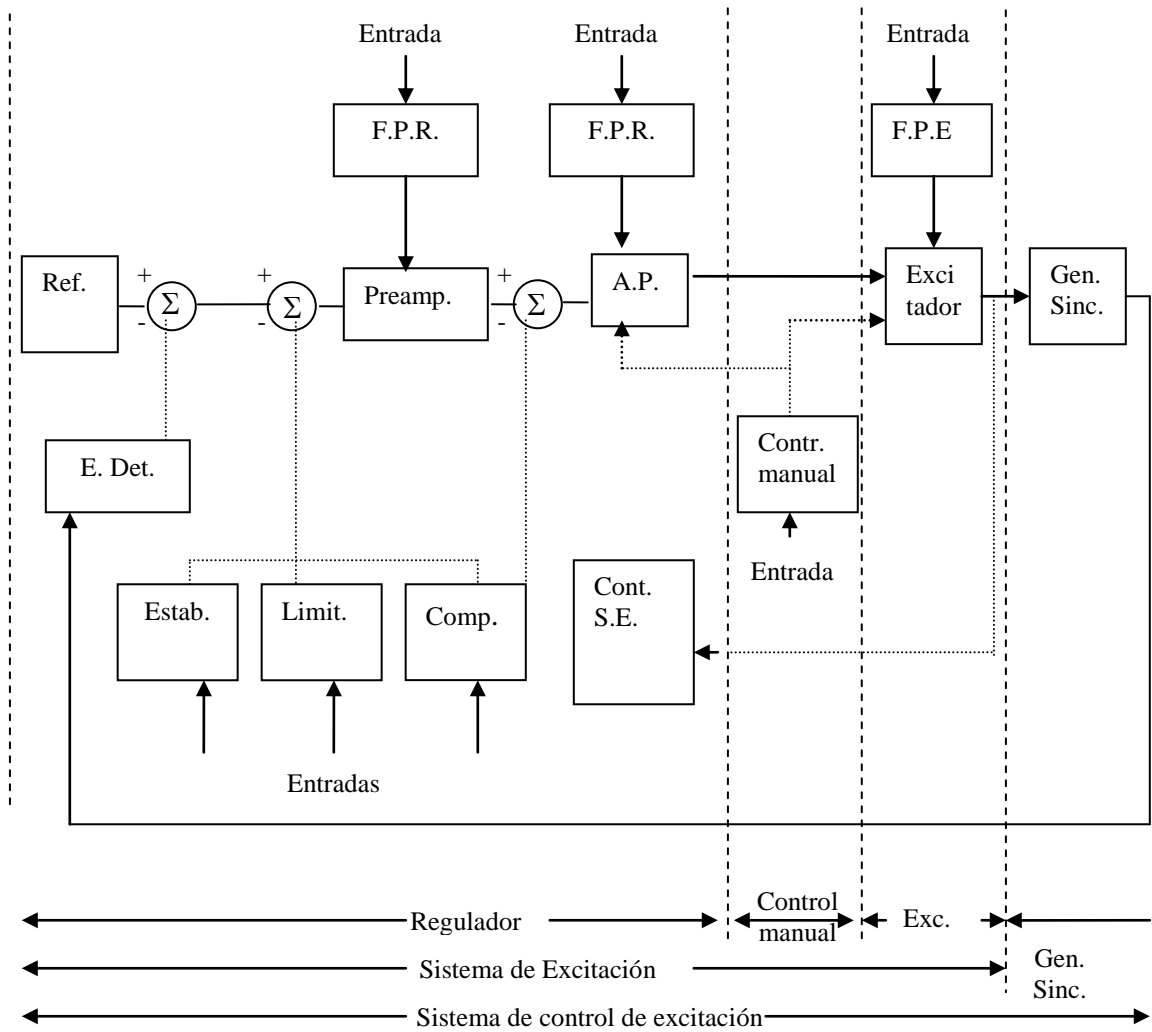 Entrada
Entrada
Entrada
F.P.R.
F.P.R.
F.P.E
Ref.
+
-
Σ
+
-
Σ
Preamp.
+
-
Σ
A.P.
Exci
tador
Gen.
Sinc.
E. Det.
Contr.
manual
Entrada
Estab.
Limit.
Comp.
Cont.
S.E.
Entradas
Regulador
Control
manual
Exc.
Sistema de Excitación
Gen.
Sinc.
Sistema de control de excitación